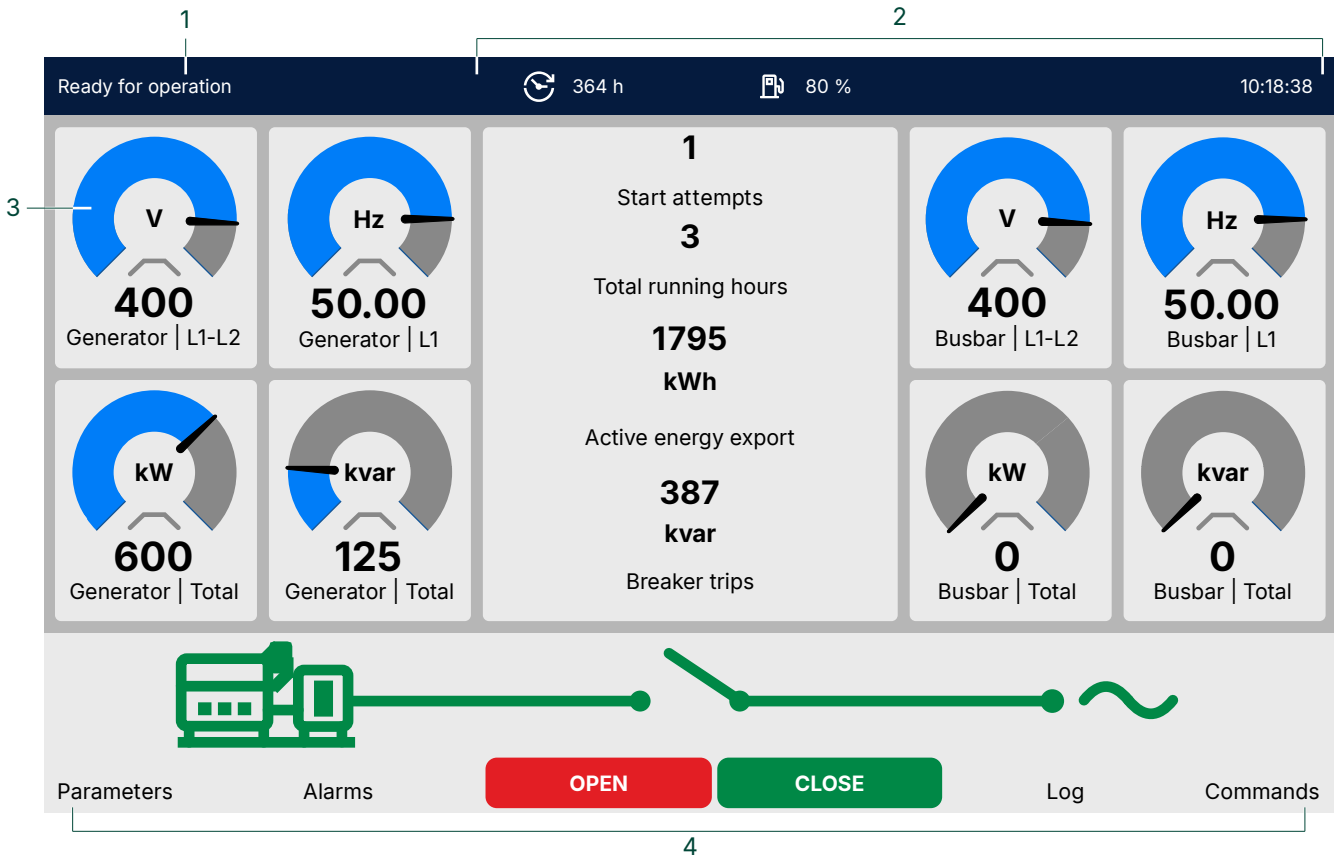 1
2
Ready for operation
364 h
80 %
10:18:38
3
V
400
Generator | L1-L2
Hz
50.00
Generator | L1
1
Start attempts
3
Total running hours
1795
kWh
Active energy export
387
kvar
Breaker trips
V
400
Busbar | L1-L2
Hz
50.00
Busbar | L1
kW
600
Generator | Total
kvar
125
Generator | Total
kW
0
Busbar | Total
kvar
0
Busbar | Total
Parameters
Alarms
OPEN
CLOSE
Log
Commands
4